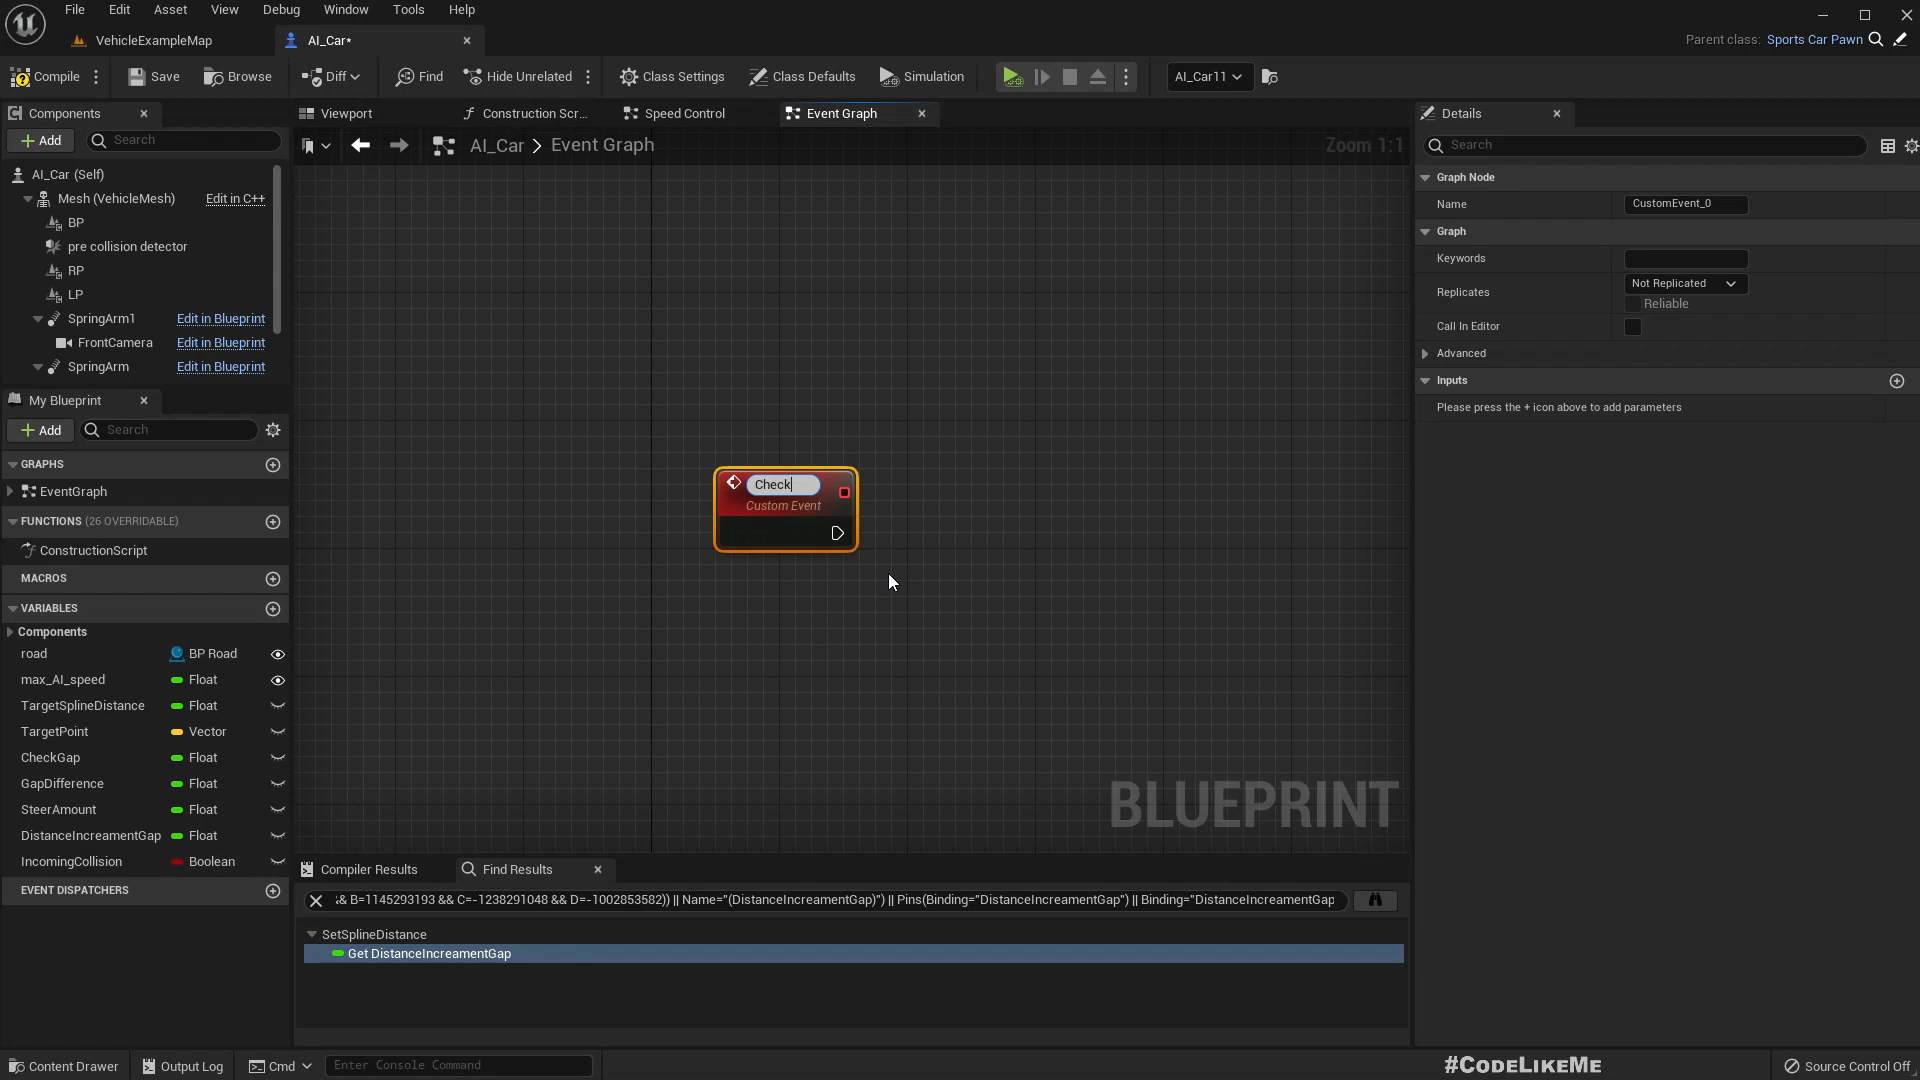 File Edit Asset View Debug Window Tools Help
VehicleExampleMap
AI_Car*
Parent class: Sports Car Pawn
Compile Save Browse Diff Find Hide Unrelated Class Settings Class Defaults Simulation AI_Car11
Components
Add Search
AI_Car (Self)
Mesh (VehicleMesh) Edit in C++
BP
pre collision detector
RP
LP
SpringArm1 Edit in Blueprint
FrontCamera Edit in Blueprint
SpringArm Edit in Blueprint
My Blueprint
Add Search
GRAPHS
EventGraph
FUNCTIONS (26 OVERRIDABLE)
ConstructionScript
MACROS
VARIABLES
Components
road BP Road
max_AI_speed Float
TargetSplineDistance Float
TargetPoint Vector
CheckGap Float
GapDifference Float
SteerAmount Float
DistanceIncreamentGap Float
IncomingCollision Boolean
EVENT DISPATCHERS
Viewport Construction Scr... Speed Control Event Graph
AI_Car > Event Graph Zoom 1:1
Check
Custom Event
BLUEPRINT
Compiler Results Find Results
&& B=1145293193 && C=-1238291048 && D=-1002853582)) || Name="(DistanceIncreamentGap)") || Pins(Binding="DistanceIncreamentGap") || Binding="DistanceIncreamentGap
SetSplineDistance
Get DistanceIncreamentGap
Details
Search
Graph Node
Name CustomEvent_0
Graph
Keywords
Replicates Not Replicated
Reliable
Call In Editor
Advanced
Inputs
Please press the + icon above to add parameters
Content Drawer Output Log Cmd Enter Console Command
#CODELIKEME
Source Control Off